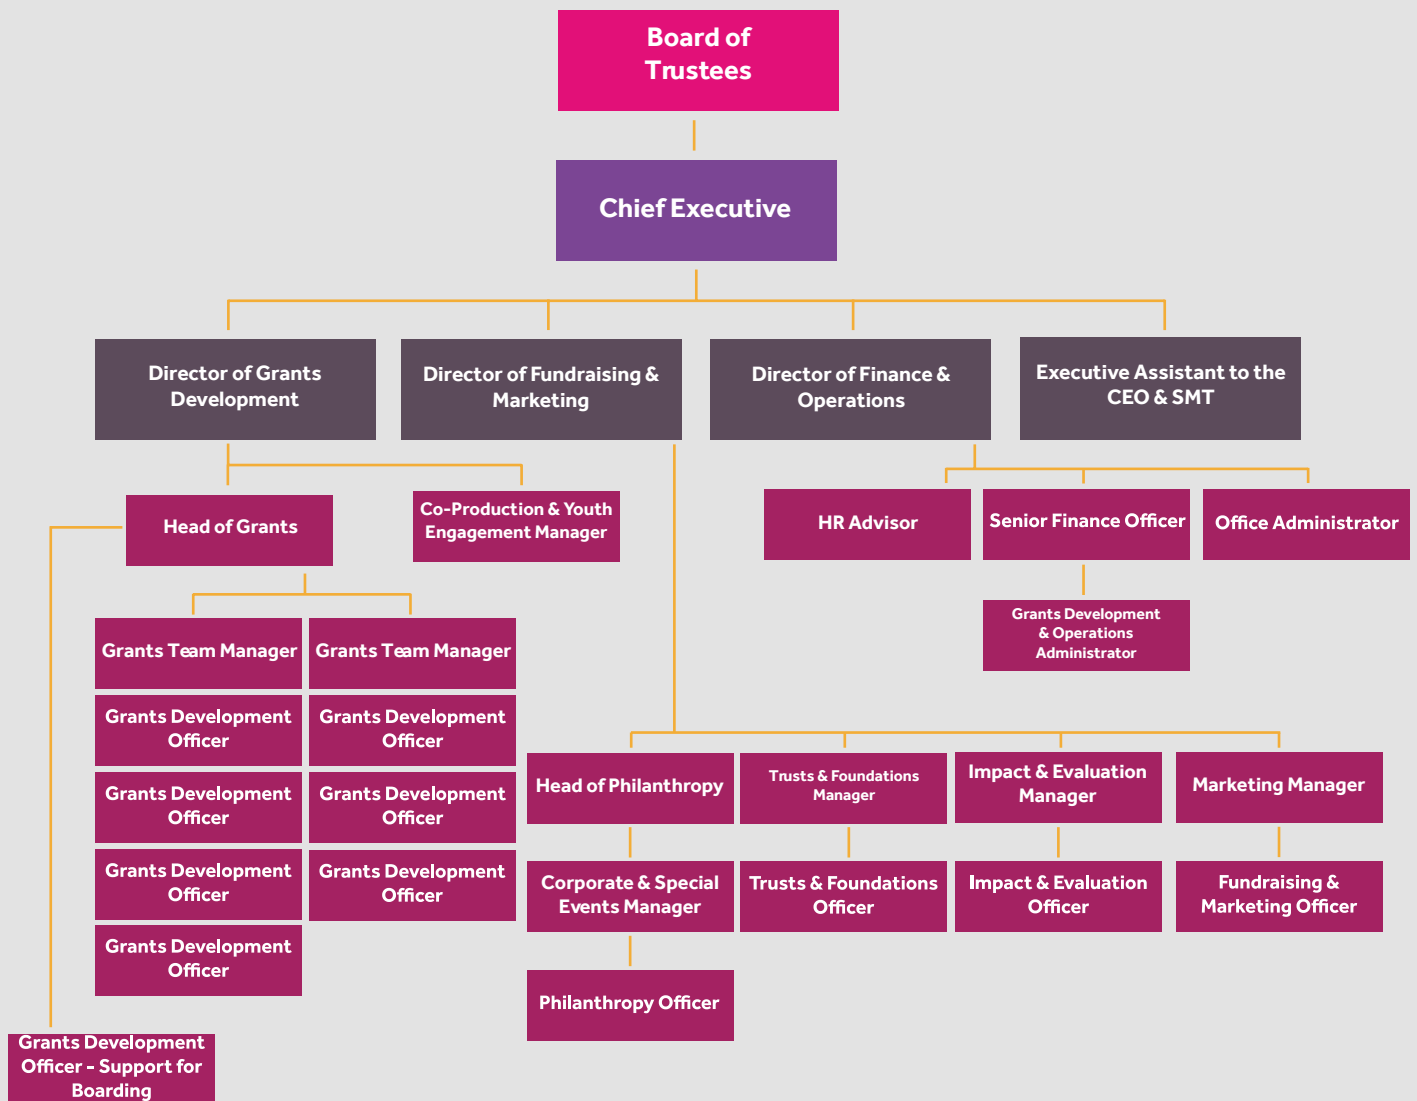 Board of
Trustees
Chief Executive
Director of Grants
Development
Director of Fundraising &
Marketing
Director of Finance &
Operations
Executive Assistant to the
CEO & SMT
Head of Grants
Co-Production & Youth
Engagement Manager
HR Advisor
Senior Finance Officer
Office Administrator
Grants Development
& Operations
Administrator
Grants Team Manager
Grants Team Manager
Grants Development
Officer
Grants Development
Officer
Grants Development
Officer
Grants Development
Officer
Grants Development
Officer
Grants Development
Officer
Grants Development
Officer
Head of Philanthropy
Trusts & Foundations
Manager
Impact & Evaluation
Manager
Marketing Manager
Corporate & Special
Events Manager
Trusts & Foundations
Officer
Impact & Evaluation
Officer
Fundraising &
Marketing Officer
Philanthropy Officer
Grants Development
Officer - Support for
Boarding